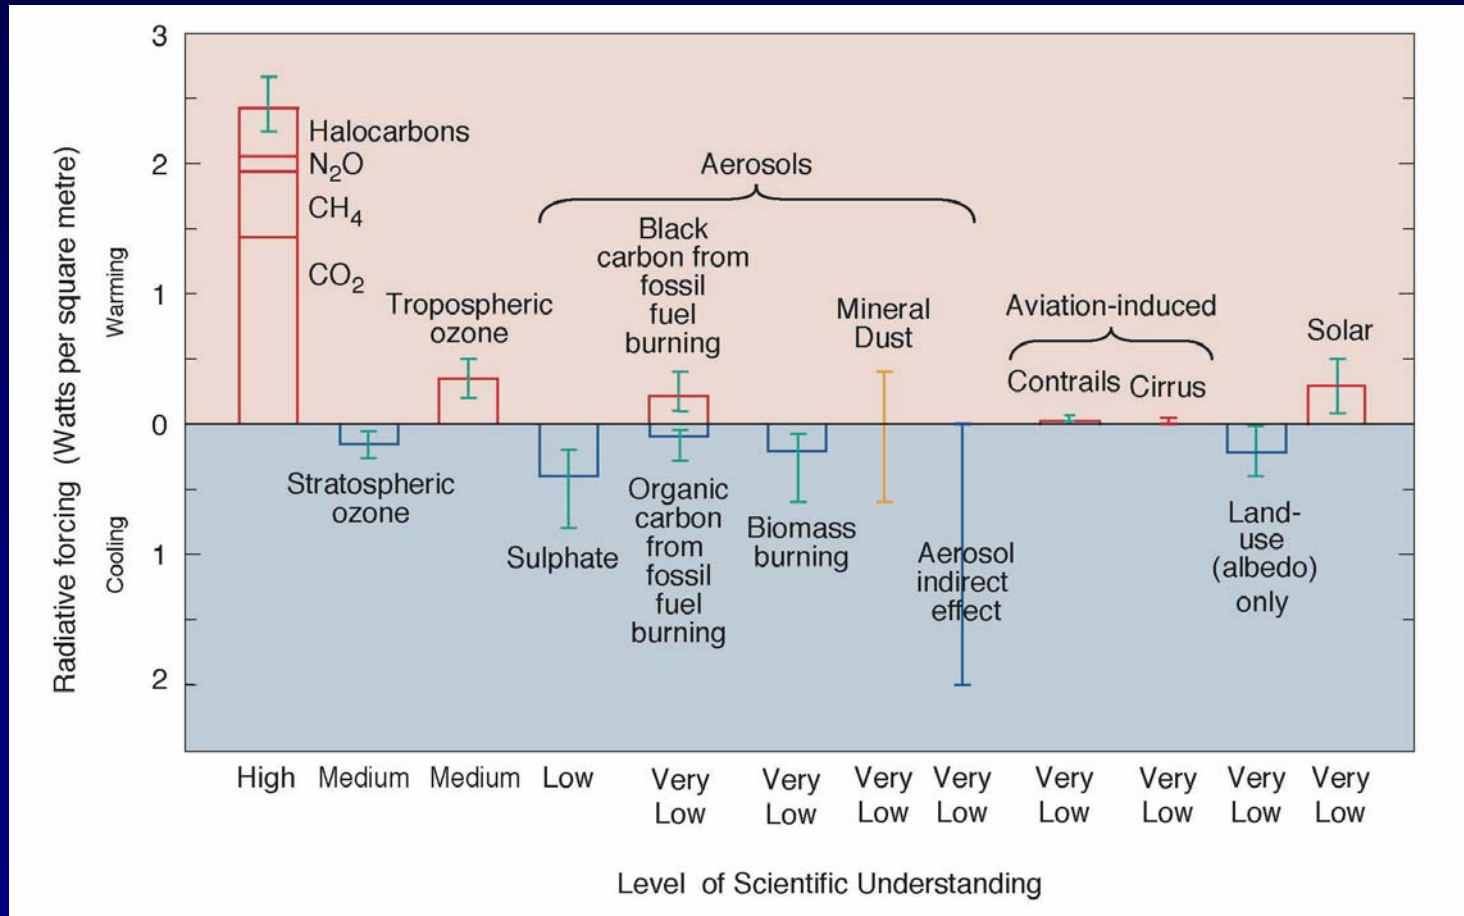 Radiative forcing (Watts per square metre)
Warming
Cooling
3
2
1
0
1
2
Halocarbons
N₂O
CH₄
CO₂
Stratospheric
ozone
Tropospheric
ozone
Aerosols
Sulphate
Black
carbon from
fossil
fuel
burning
Organic
carbon
from
fossil
fuel
burning
Biomass
burning
Mineral
Dust
Aerosol
indirect
effect
Aviation-induced
Contrails Cirrus
Land-
use
(albedo)
only
Solar
High Medium Medium Low Very Very Very Very Very Very Very Very
Low Low Low Low Low Low Low Low
Level of Scientific Understanding